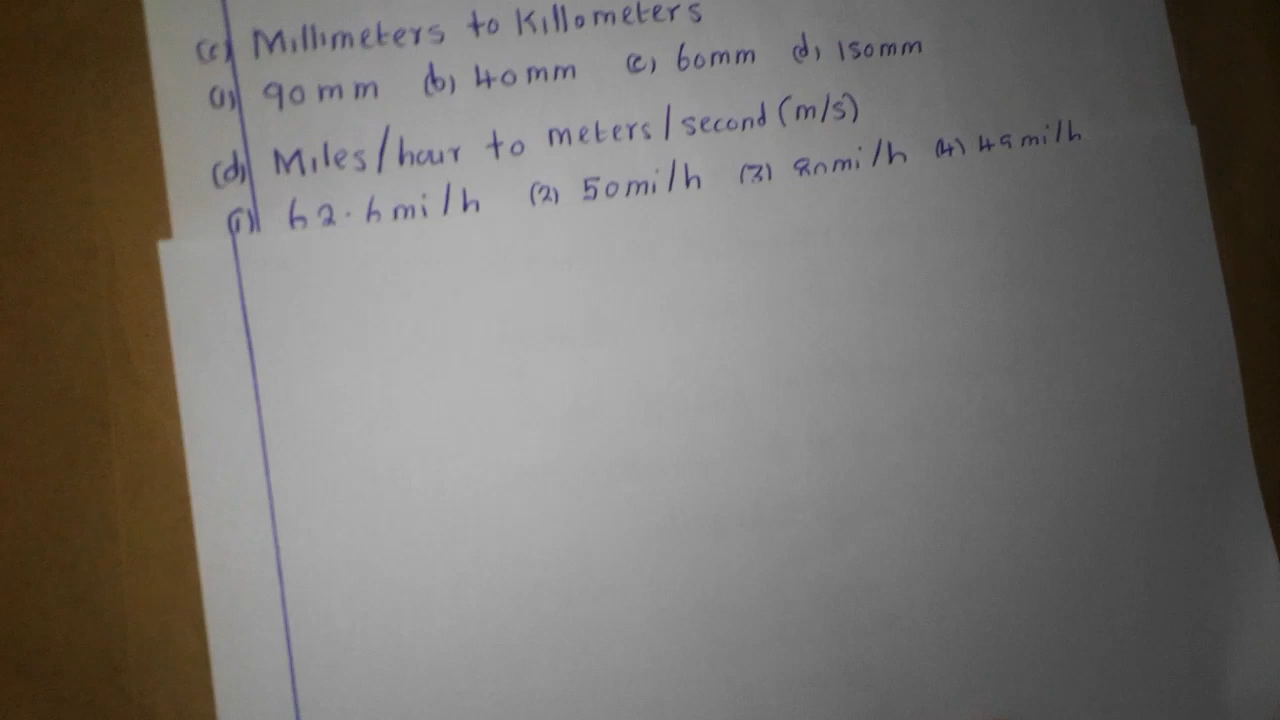 (c) Millimeters to Killometers
(a) 90mm (b) 40mm (c) 60mm (d) 150mm
(d) Miles/hour to meters/second (m/s)
(1) 62.6mi/h (2) 50mi/h (3) 80mi/h (4) 45mi/h